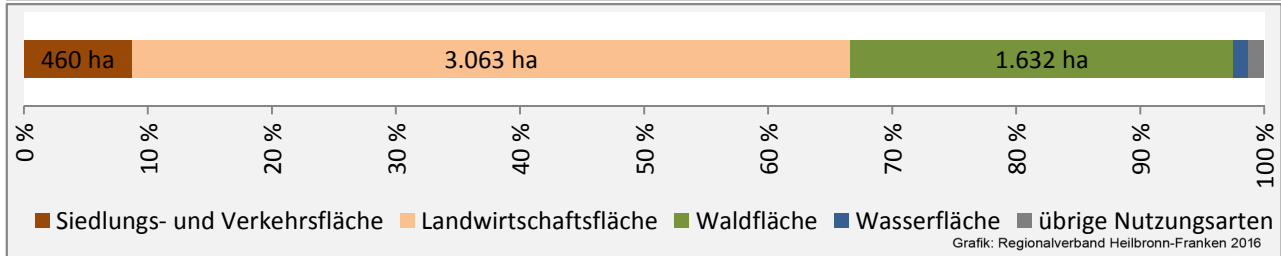 460 ha 3.063 ha 1.632 ha
0 % 10 % 20 % 30 % 40 % 50 % 60 % 70 % 80 % 90 % 100 %
Siedlungs- und Verkehrsfläche Landwirtschaftsfläche Waldfläche Wasserfläche übrige Nutzungsarten
Grafik: Regionalverband Heilbronn-Franken 2016